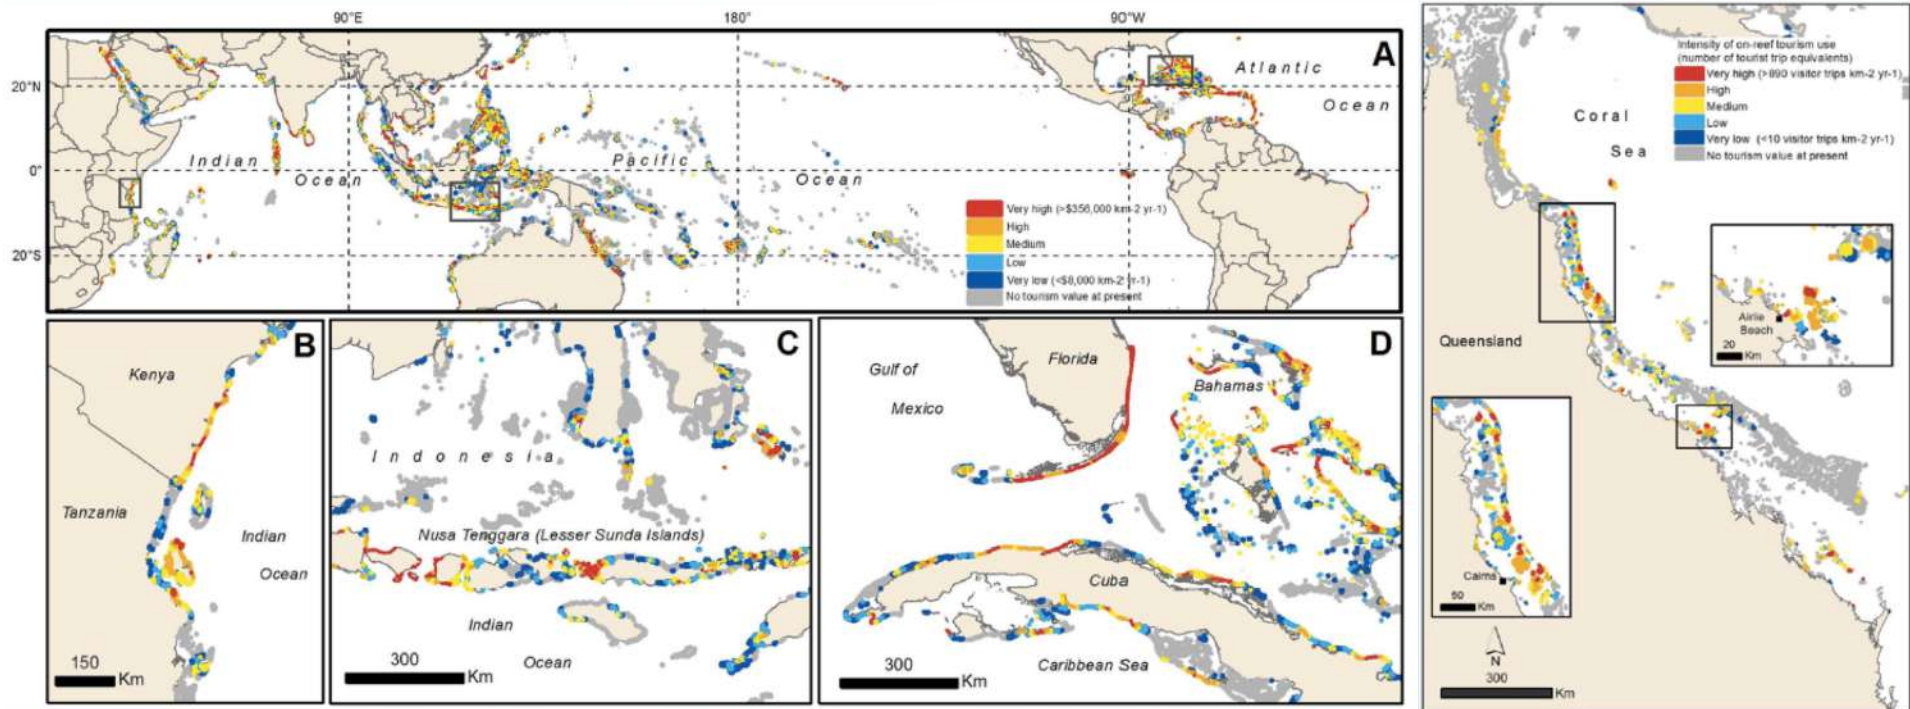 90°E
180°
90°W
A
20°N
0°
20°S
Indian
Ocean
Pacific
Ocean
Atlantic
Ocean
Very high (>$356,000 km-2 yr-1)
High
Medium
Low
Very low (<$8,000 km-2 yr-1)
No tourism value at present
B
Kenya
Tanzania
Indian
Ocean
150
Km
C
Indonesia
Nusa Tenggara (Lesser Sunda Islands)
Indian
Ocean
300
Km
D
Gulf of
Mexico
Florida
Bahamas
Cuba
Caribbean Sea
300
Km
Intensity of on-reef tourism use
(number of tourist trip equivalents)
Very high (>890 visitor trips km-2 yr-1)
High
Medium
Low
Very low (<10 visitor trips km-2 yr-1)
No tourism value at present
Coral
Sea
Queensland
Airlie
Beach
20
Km
Cairns
50
Km
N
300
Km